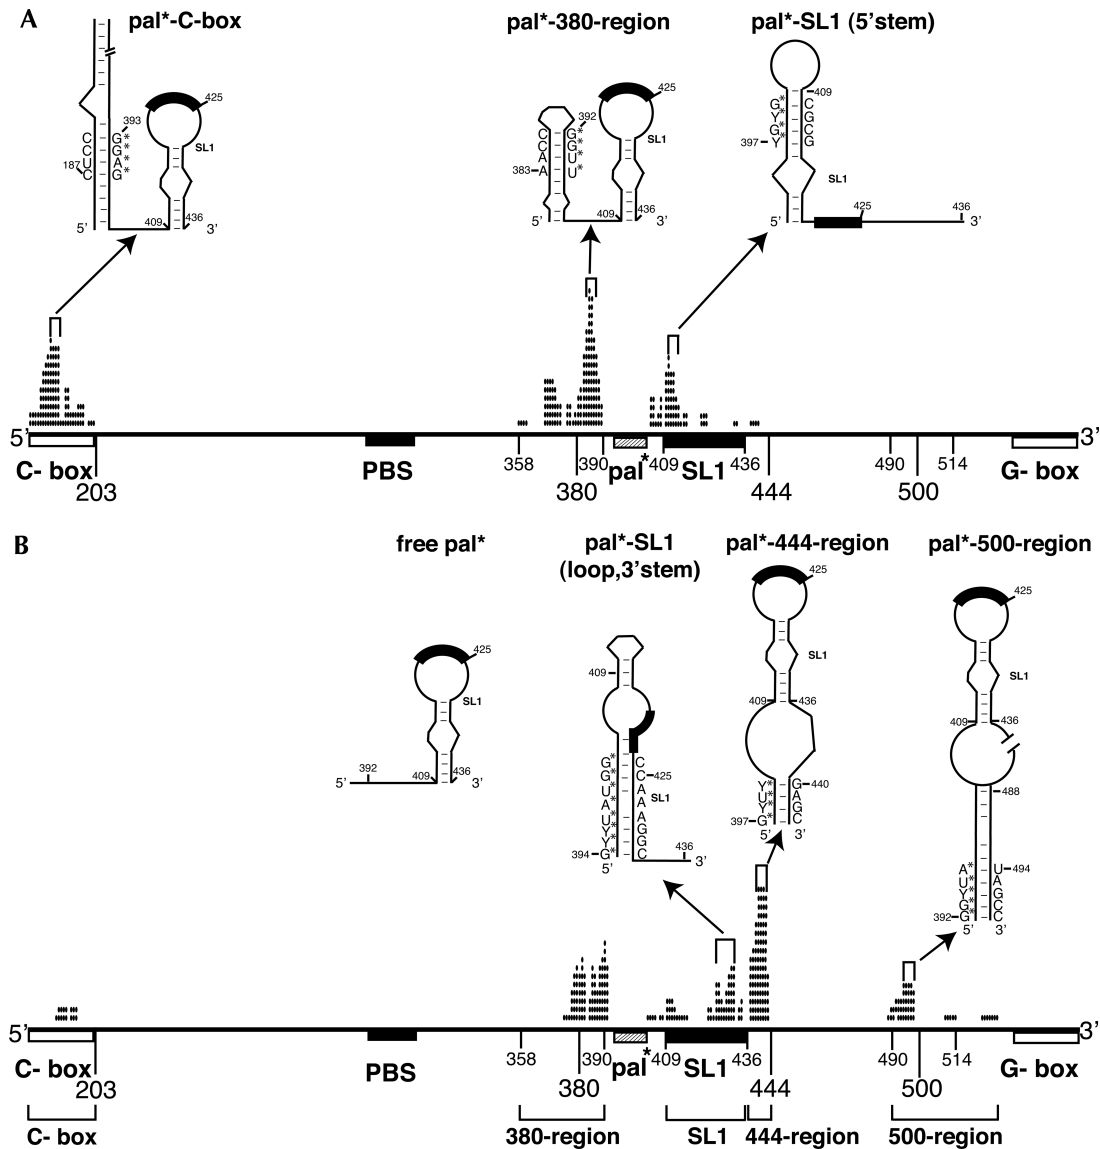 A
pal*-C-box
pal*-380-region
pal*-SL1 (5'stem)
425
393
C
C
U
187
C
G*
G*
A*
G*
SL1
5'
409
436
3'
425
392
C
C
A
383
A
G*
G*
U*
U
SL1
5'
409
436
3'
409
G*
Y*
G*
397
Y
C
G
C
G
SL1
425
436
5'
3'
5'
3'
C- box
203
PBS
358
380
390
pal*
409
SL1
436
444
490
500
514
G- box
B
free pal*
pal*-SL1
(loop,3'stem)
pal*-444-region
pal*-500-region
425
SL1
5'
392
409
436
3'
409
G*
G*
U*
A*
U*
Y*
Y*
394
G*
5'
C
C
425
A
A
SL1
A
G
G
C
436
3'
425
SL1
409
436
Y*
U*
Y*
397
G*
5'
G
440
A
G
C
3'
425
SL1
409
436
488
A*
U*
Y*
G*
392
G*
5'
U
494
A
G
C
C
3'
5'
3'
C- box
203
PBS
358
380
390
pal*
409
SL1
436
444
490
500
514
G- box
C- box
380-region
SL1
444-region
500-region